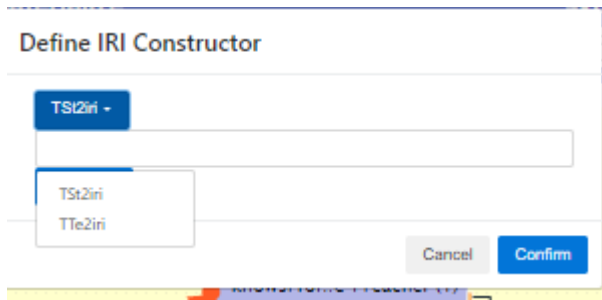 Define IRI Constructor
TSt2iri
TSt2iri
TTe2iri
Cancel Confirm